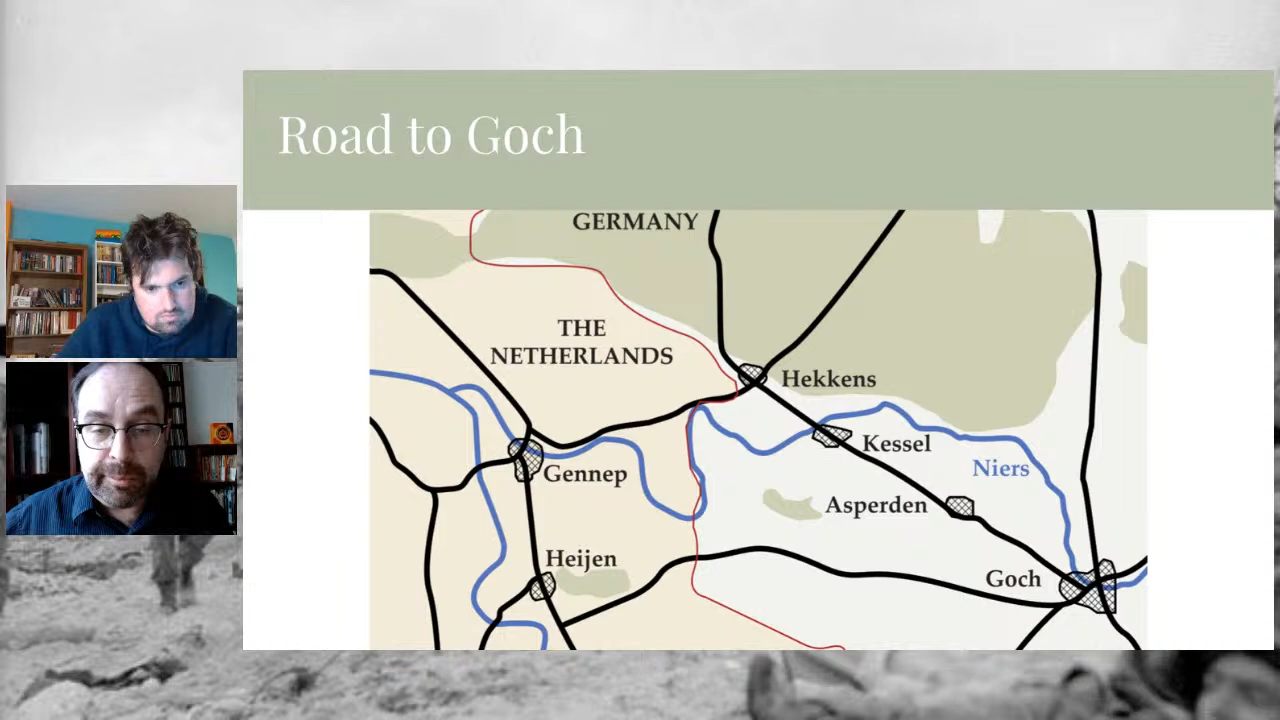 Road to Goch
GERMANY
THE
NETHERLANDS
Hekkens
Kessel
Niers
Gennep
Asperden
Heijen
Goch